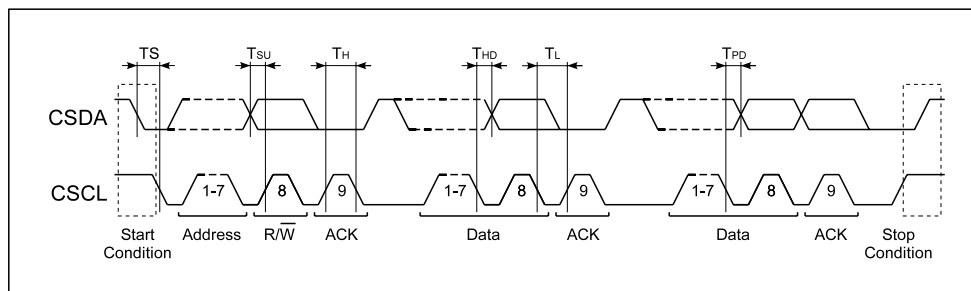 TS TSU TH THD TL TPD
CSDA
CSCL 1-7 8 9 1-7 8 9 1-7 8 9
Start Condition Address R/W̅ ACK Data ACK Data ACK Stop Condition